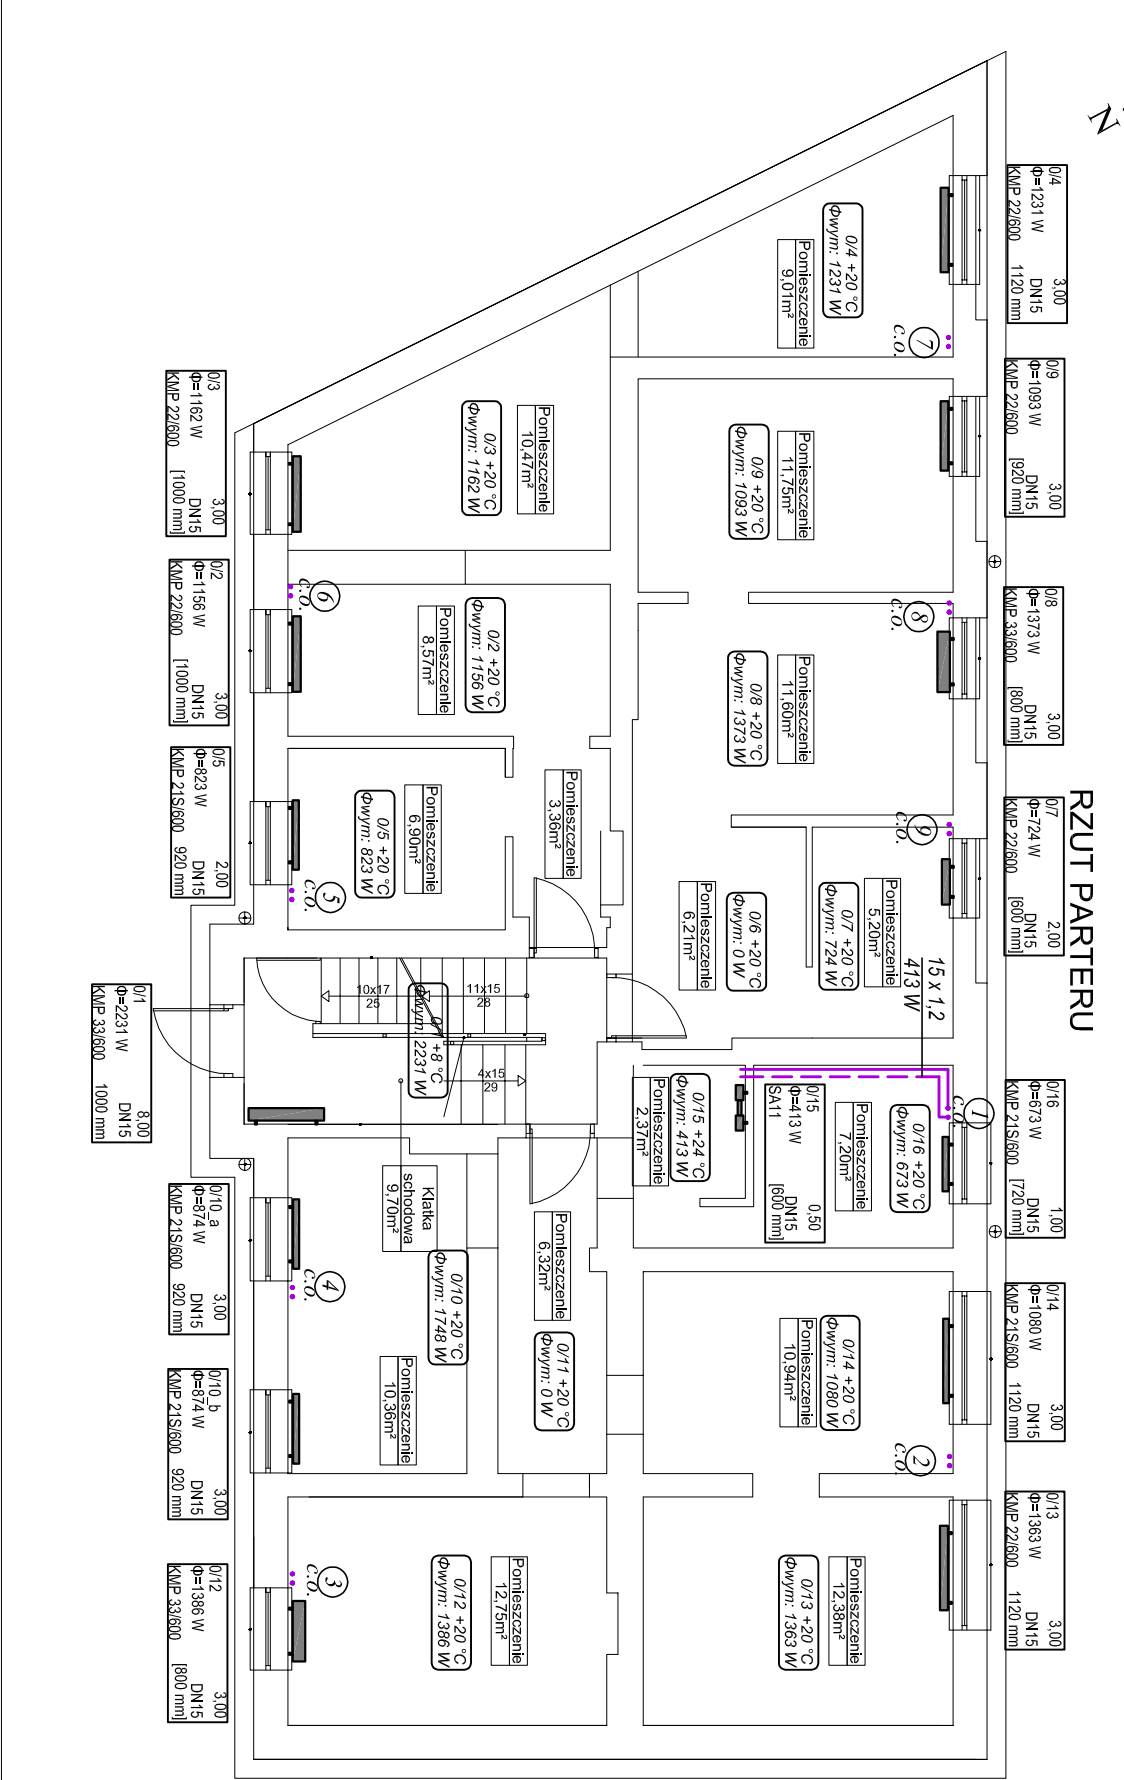 N
RZUT PARTERU
0/4 3,00
Φ=1231 W DN15
KMP 22/600 1120 mm
0/9 3,00
Φ=1093 W DN15
KMP 22/600 [920 mm]
0/8 3,00
Φ=1373 W DN15
KMP 33/600 [800 mm]
0/7 2,00
Φ=724 W DN15
KMP 22/600 [600 mm]
0/16 1,00
Φ=673 W DN15
KMP 21S/600 [720 mm]
0/14 3,00
Φ=1080 W DN15
KMP 21S/600 1120 mm
0/13 3,00
Φ=1363 W DN15
KMP 22/600 1120 mm
7
c.o.
8
c.o.
9
c.o.
1
c.o.
2
c.o.
15 x 1,2
413 W
0/4 +20 °C
Φwym: 1231 W
Pomieszczenie
9,01m²
Pomieszczenie
11,75m²
0/9 +20 °C
Φwym: 1093 W
Pomieszczenie
11,60m²
0/8 +20 °C
Φwym: 1373 W
Pomieszczenie
5,20m²
0/7 +20 °C
Φwym: 724 W
0/6 +20 °C
Φwym: 0 W
Pomieszczenie
6,21m²
0/16 +20 °C
Φwym: 673 W
Pomieszczenie
7,20m²
0/15 0,50
Φ=413 W DN15
SA11 [600 mm]
0/15 +24 °C
Φwym: 413 W
Pomieszczenie
2,37m²
0/14 +20 °C
Φwym: 1080 W
Pomieszczenie
10,94m²
Pomieszczenie
12,38m²
0/13 +20 °C
Φwym: 1363 W
Pomieszczenie
10,47m²
0/3 +20 °C
Φwym: 1162 W
0/2 +20 °C
Φwym: 1156 W
Pomieszczenie
8,57m²
Pomieszczenie
3,36m²
Pomieszczenie
6,90m²
0/5 +20 °C
Φwym: 823 W
11x15
28
10x17
25
4x15
29
+8 °C
Φwym: 2231 W
Klatka
schodowa
9,70m²
Pomieszczenie
6,32m²
0/11 +20 °C
Φwym: 0 W
0/10 +20 °C
Φwym: 1748 W
Pomieszczenie
10,36m²
Pomieszczenie
12,75m²
0/12 +20 °C
Φwym: 1386 W
6
c.o.
5
c.o.
4
c.o.
3
c.o.
0/3 3,00
Φ=1162 W DN15
KMP 22/600 [1000 mm]
0/2 3,00
Φ=1156 W DN15
KMP 22/600 [1000 mm]
0/5 2,00
Φ=823 W DN15
KMP 21S/600 920 mm
0/1 8,00
Φ=2231 W DN15
KMP 33/600 1000 mm
0/10_a 3,00
Φ=874 W DN15
KMP 21S/600 920 mm
0/10_b 3,00
Φ=874 W DN15
KMP 21S/600 920 mm
0/12 3,00
Φ=1386 W DN15
KMP 33/600 [800 mm]